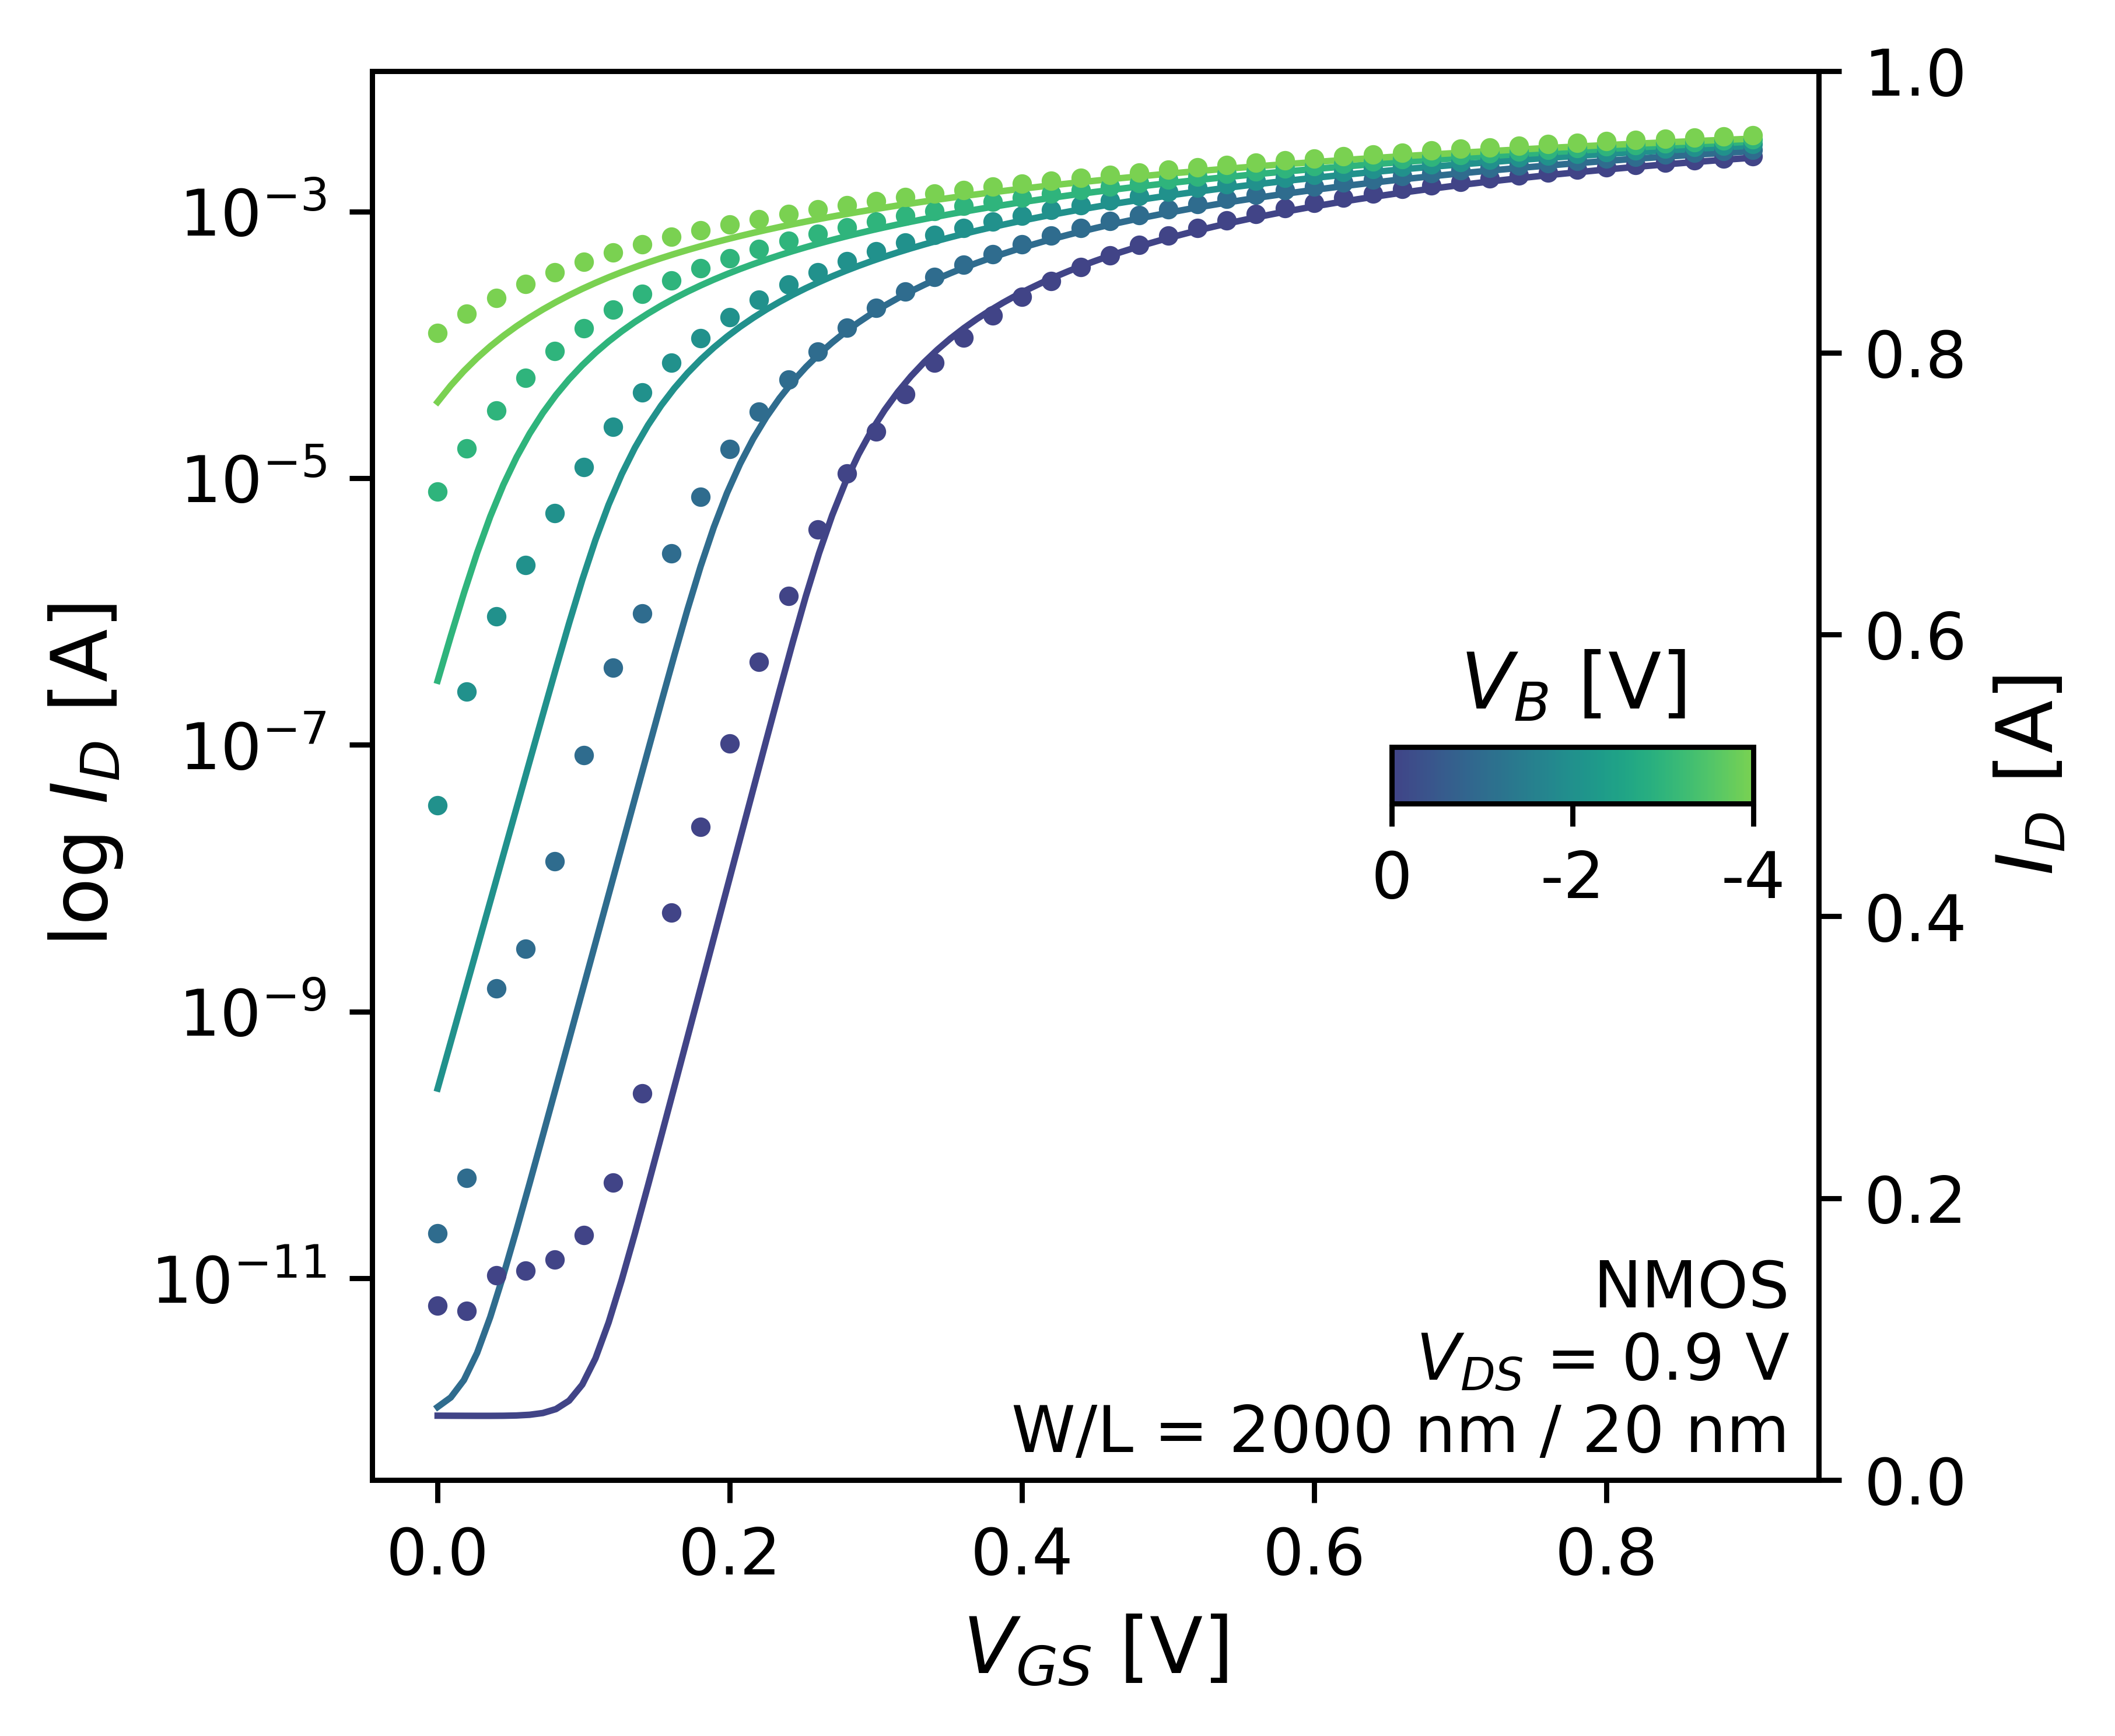 log I_D [A]
10^−3
10^−5
10^−7
10^−9
10^−11
1.0
0.8
0.6
0.4
0.2
0.0
I_D [A]
V_B [V]
0 -2 -4
NMOS
V_DS = 0.9 V
W/L = 2000 nm / 20 nm
0.0 0.2 0.4 0.6 0.8
V_GS [V]